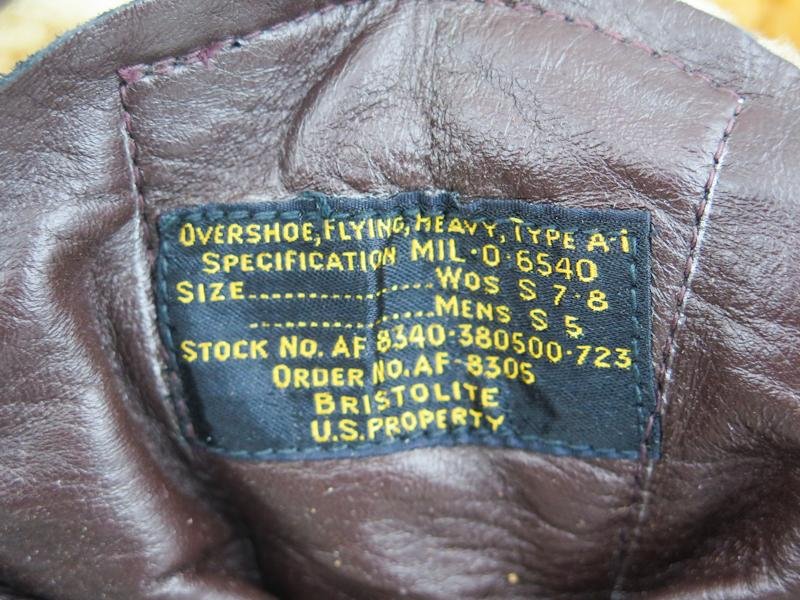 OVERSHOE, FLYING, HEAVY, TYPE A-1
SPECIFICATION MIL-O-6540
SIZE................WOS S 7-8
................MENS S 5
STOCK NO. AF 8340-380500-723
ORDER NO. AF-8305
BRISTOLITE
U.S. PROPERTY